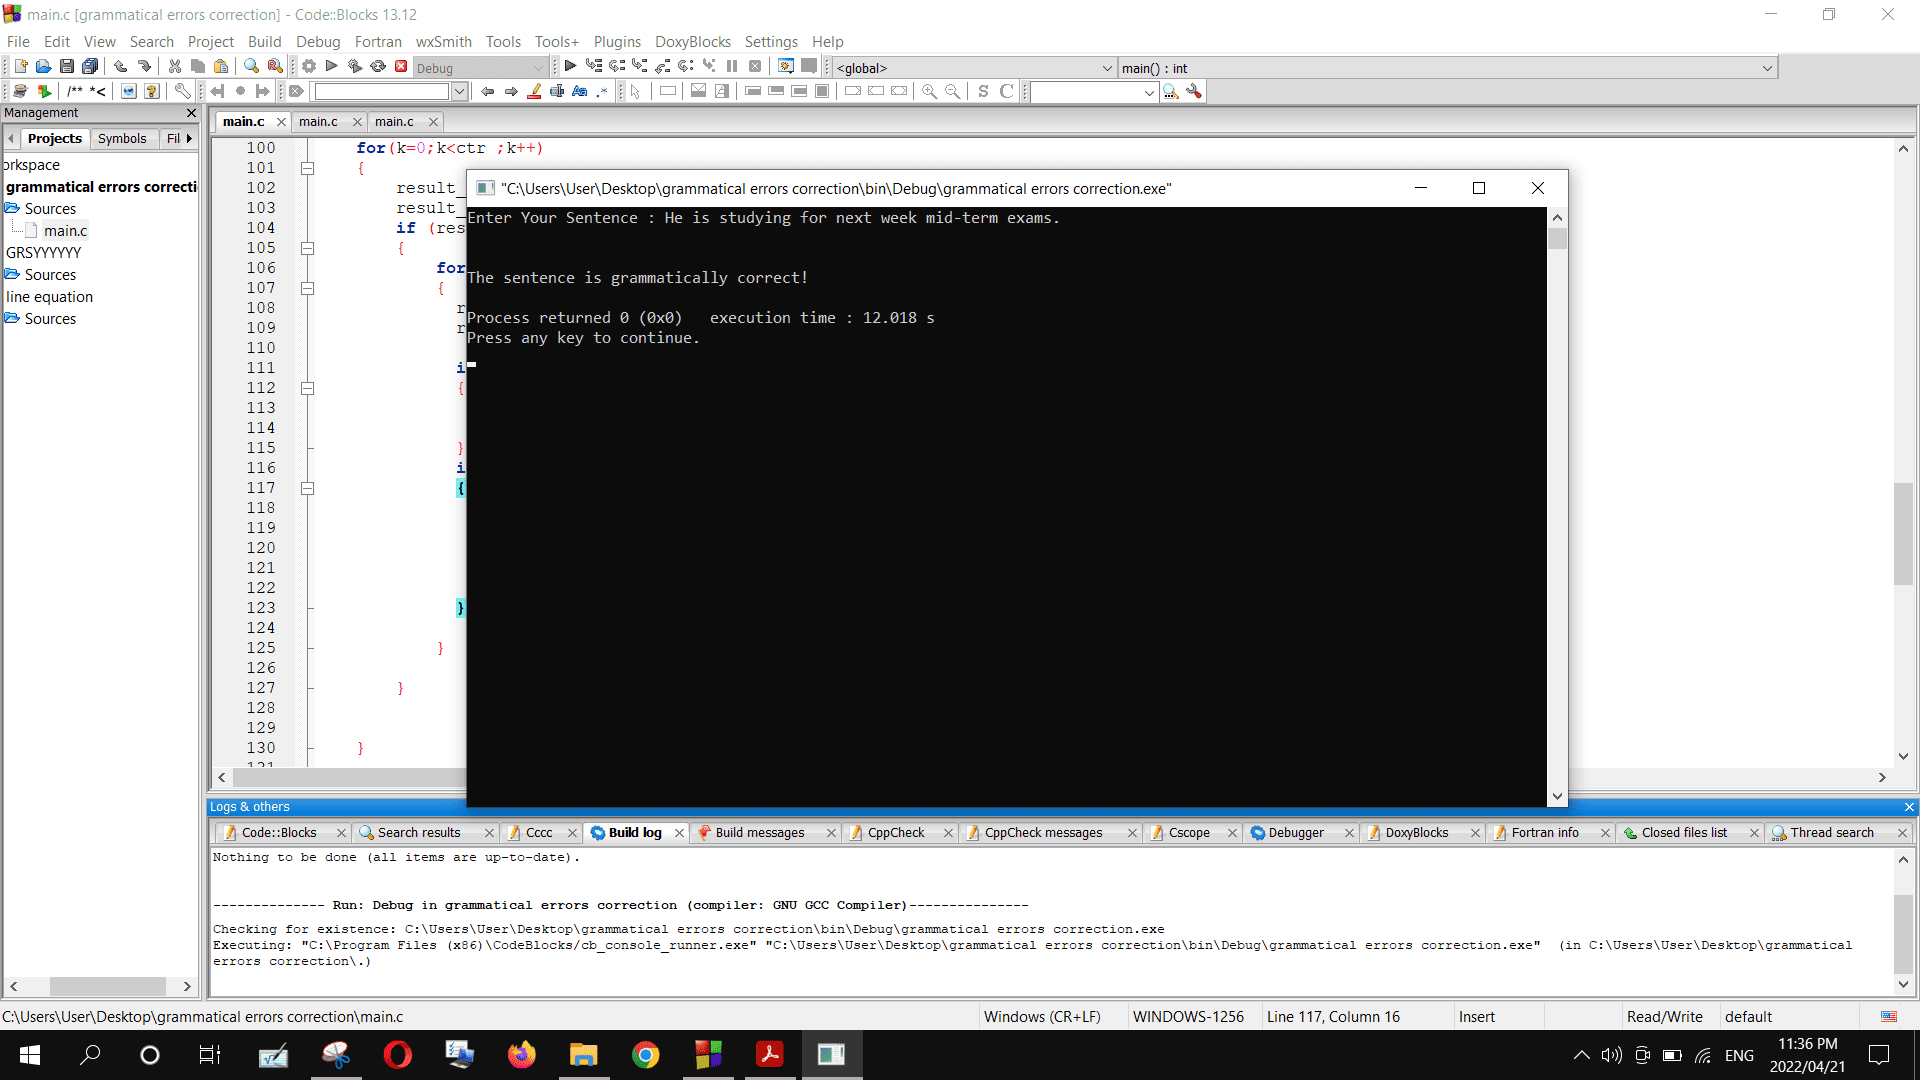 main.c [grammatical errors correction] - Code::Blocks 13.12
File Edit View Search Project Build Debug Fortran wxSmith Tools Tools+ Plugins DoxyBlocks Settings Help
Debug
<global>
main() : int
/** *<
Aa .*
S C
Management
Projects Symbols Fil
main.c main.c main.c
orkspace
grammatical errors correcti
Sources
main.c
GRSYYYYYY
Sources
line equation
Sources
100 for(k=0;k<ctr ;k++)
101 {
102 result_
103 result_
104 if (res
105 {
106 for
107 {
108 r
109 r
110
111 i
112 {
113
114
115 }
116 i
117 {
118
119
120
121
122
123 }
124
125 }
126
127 }
128
129
130 }
131
"C:\Users\User\Desktop\grammatical errors correction\bin\Debug\grammatical errors correction.exe"
Enter Your Sentence : He is studying for next week mid-term exams.
The sentence is grammatically correct!
Process returned 0 (0x0) execution time : 12.018 s
Press any key to continue.
Logs & others
Code::Blocks Search results Cccc Build log Build messages CppCheck CppCheck messages Cscope Debugger DoxyBlocks Fortran info Closed files list Thread search
Nothing to be done (all items are up-to-date).
-------------- Run: Debug in grammatical errors correction (compiler: GNU GCC Compiler)---------------
Checking for existence: C:\Users\User\Desktop\grammatical errors correction\bin\Debug\grammatical errors correction.exe
Executing: "C:\Program Files (x86)\CodeBlocks/cb_console_runner.exe" "C:\Users\User\Desktop\grammatical errors correction\bin\Debug\grammatical errors correction.exe" (in C:\Users\User\Desktop\grammatical
errors correction\.)
C:\Users\User\Desktop\grammatical errors correction\main.c
Windows (CR+LF) WINDOWS-1256 Line 117, Column 16 Insert Read/Write default
ENG
11:36 PM
2022/04/21